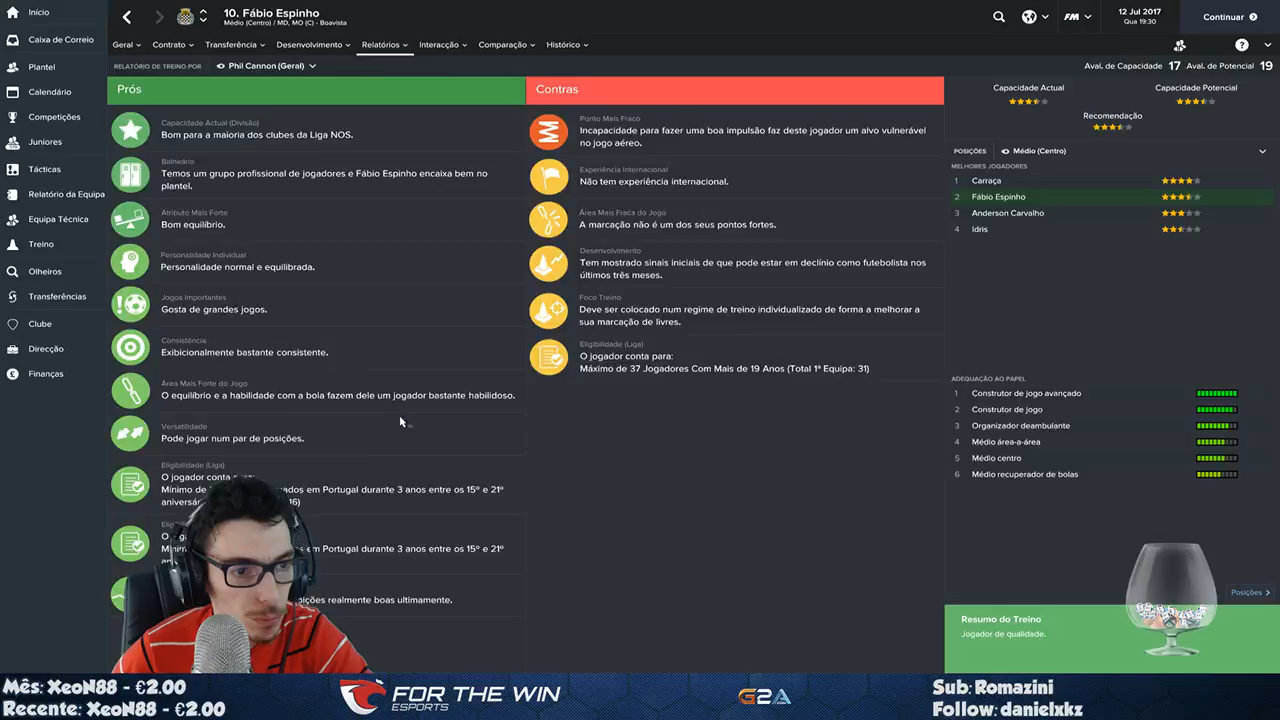 Início
Caixa de Correio
Plantel
Calendário
Competições
Juniores
Tácticas
Relatório da Equipa
Equipa Técnica
Treino
Olheiros
Transferências
Clube
Direcção
Finanças
10. Fábio Espinho
Médio (Centro) / MD, MO (C) - Boavista
FM
12 Jul 2017
Qua 19:30
Continuar
Geral
Contrato
Transferência
Desenvolvimento
Relatórios
Interacção
Comparação
Histórico
?
RELATÓRIO DE TREINO POR
Phil Cannon (Geral)
Aval. de Capacidade 17 Aval. de Potencial 19
Prós
Capacidade Actual (Divisão)
Bom para a maioria dos clubes da Liga NOS.
Balneário
Temos um grupo profissional de jogadores e Fábio Espinho encaixa bem no
plantel.
Atributo Mais Forte
Bom equilíbrio.
Personalidade Individual
Personalidade normal e equilibrada.
Jogos Importantes
Gosta de grandes jogos.
Consistência
Exibicionalmente bastante consistente.
Área Mais Forte do Jogo
O equilíbrio e a habilidade com a bola fazem dele um jogador bastante habilidoso.
Versatilidade
Pode jogar num par de posições.
Eligibilidade (Liga)
O jogador conta para:
Mínimo de ados em Portugal durante 3 anos entre os 15º e 21º
aniversár 16)
em Portugal durante 3 anos entre os 15º e 21º
realmente boas ultimamente.
Contras
Ponto Mais Fraco
Incapacidade para fazer uma boa impulsão faz deste jogador um alvo vulnerável
no jogo aéreo.
Experiência Internacional
Não tem experiência internacional.
Área Mais Fraca do Jogo
A marcação não é um dos seus pontos fortes.
Desenvolvimento
Tem mostrado sinais iniciais de que pode estar em declínio como futebolista nos
últimos três meses.
Foco Treino
Deve ser colocado num regime de treino individualizado de forma a melhorar a
sua marcação de livres.
Eligibilidade (Liga)
O jogador conta para:
Máximo de 37 Jogadores Com Mais de 19 Anos (Total 1ª Equipa: 31)
Capacidade Actual
Capacidade Potencial
Recomendação
POSIÇÕES
Médio (Centro)
MELHORES JOGADORES
1 Carraça
2 Fábio Espinho
3 Anderson Carvalho
4 Idris
ADEQUAÇÃO AO PAPEL
1 Construtor de jogo avançado
2 Construtor de jogo
3 Organizador deambulante
4 Médio área-a-área
5 Médio centro
6 Médio recuperador de bolas
Posições
Resumo do Treino
Jogador de qualidade.
Mês: XeoN88 - €2.00
Recente: XeoN88 - €2.00
FOR THE WIN
ESPORTS
G2A.COM
Sub: Romazini
Follow: danielxkz